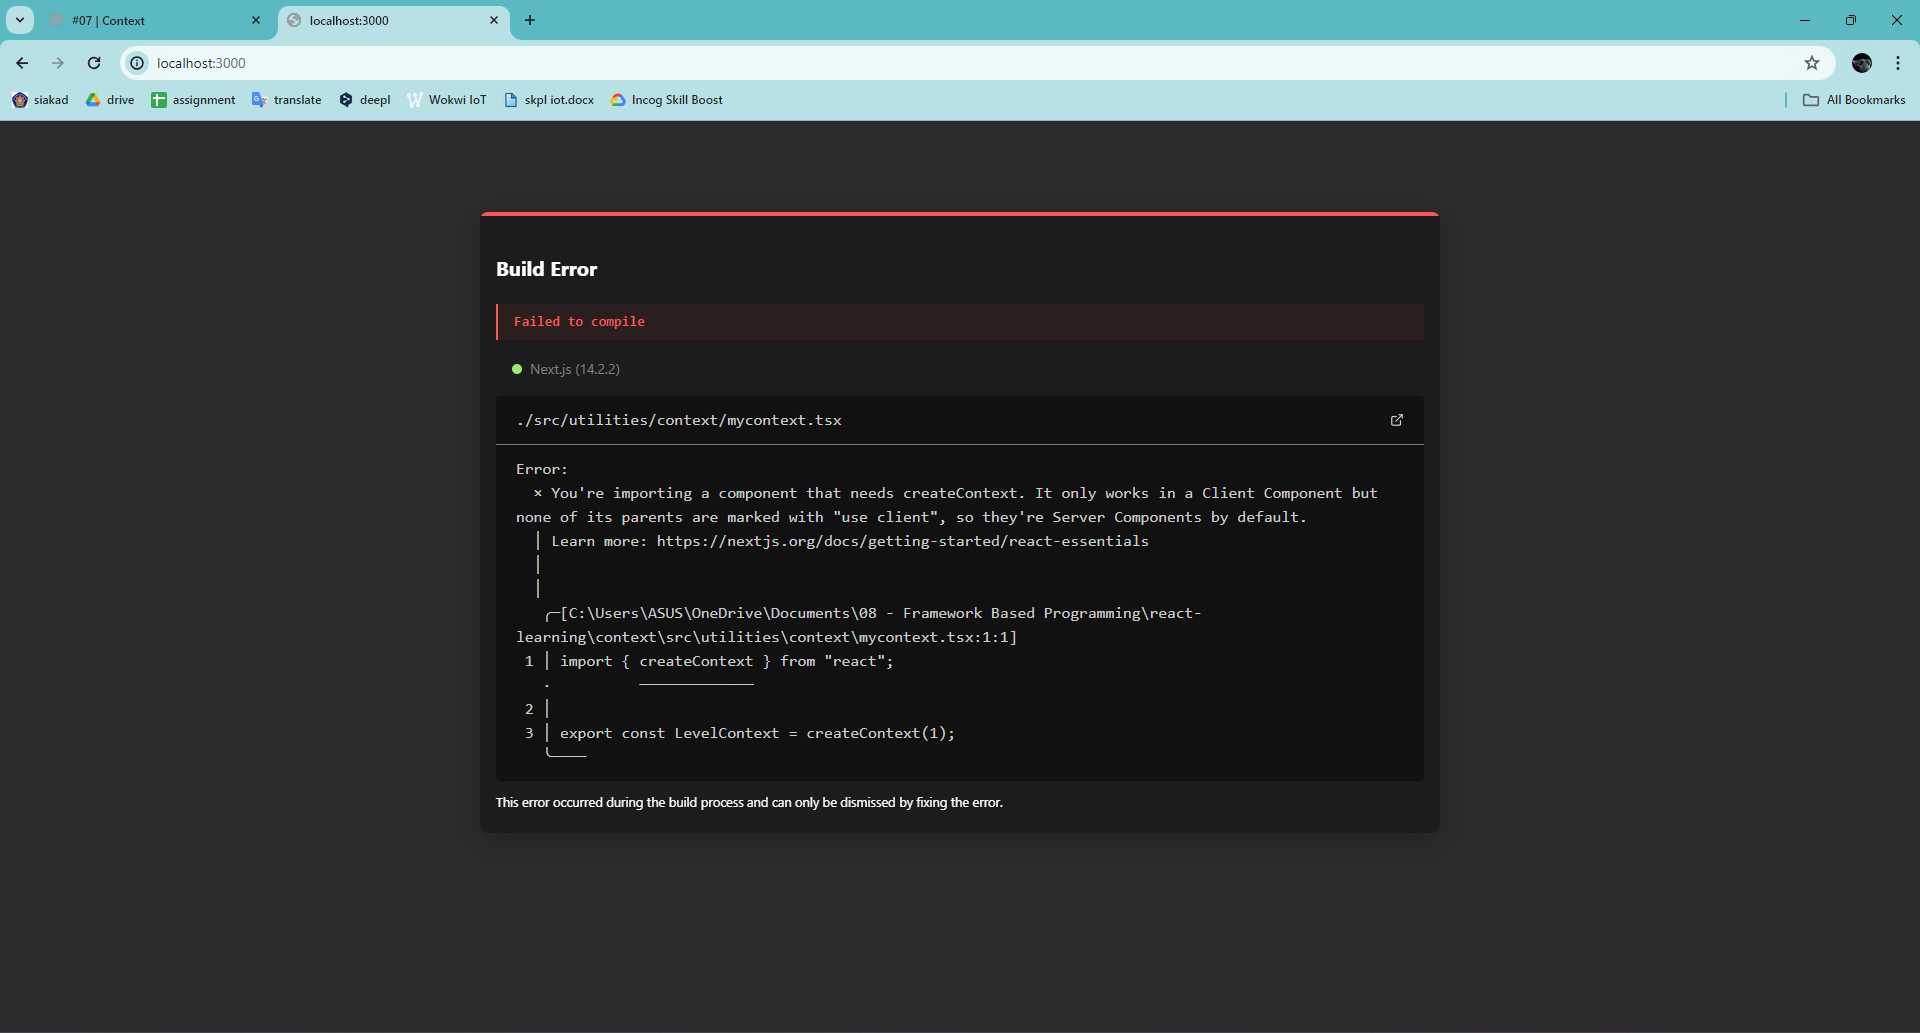 #07 | Context
localhost:3000
localhost:3000
siakad
drive
assignment
translate
deepl
Wokwi IoT
skpl iot.docx
Incog Skill Boost
All Bookmarks
Build Error
Failed to compile
Next.js (14.2.2)
./src/utilities/context/mycontext.tsx
Error:
× You're importing a component that needs createContext. It only works in a Client Component but
none of its parents are marked with "use client", so they're Server Components by default.
│ Learn more: https://nextjs.org/docs/getting-started/react-essentials
│
│
╭─[C:\Users\ASUS\OneDrive\Documents\08 - Framework Based Programming\react-
learning\context\src\utilities\context\mycontext.tsx:1:1]
1 │ import { createContext } from "react";
· ─────────────
2 │
3 │ export const LevelContext = createContext(1);
╰────
This error occurred during the build process and can only be dismissed by fixing the error.